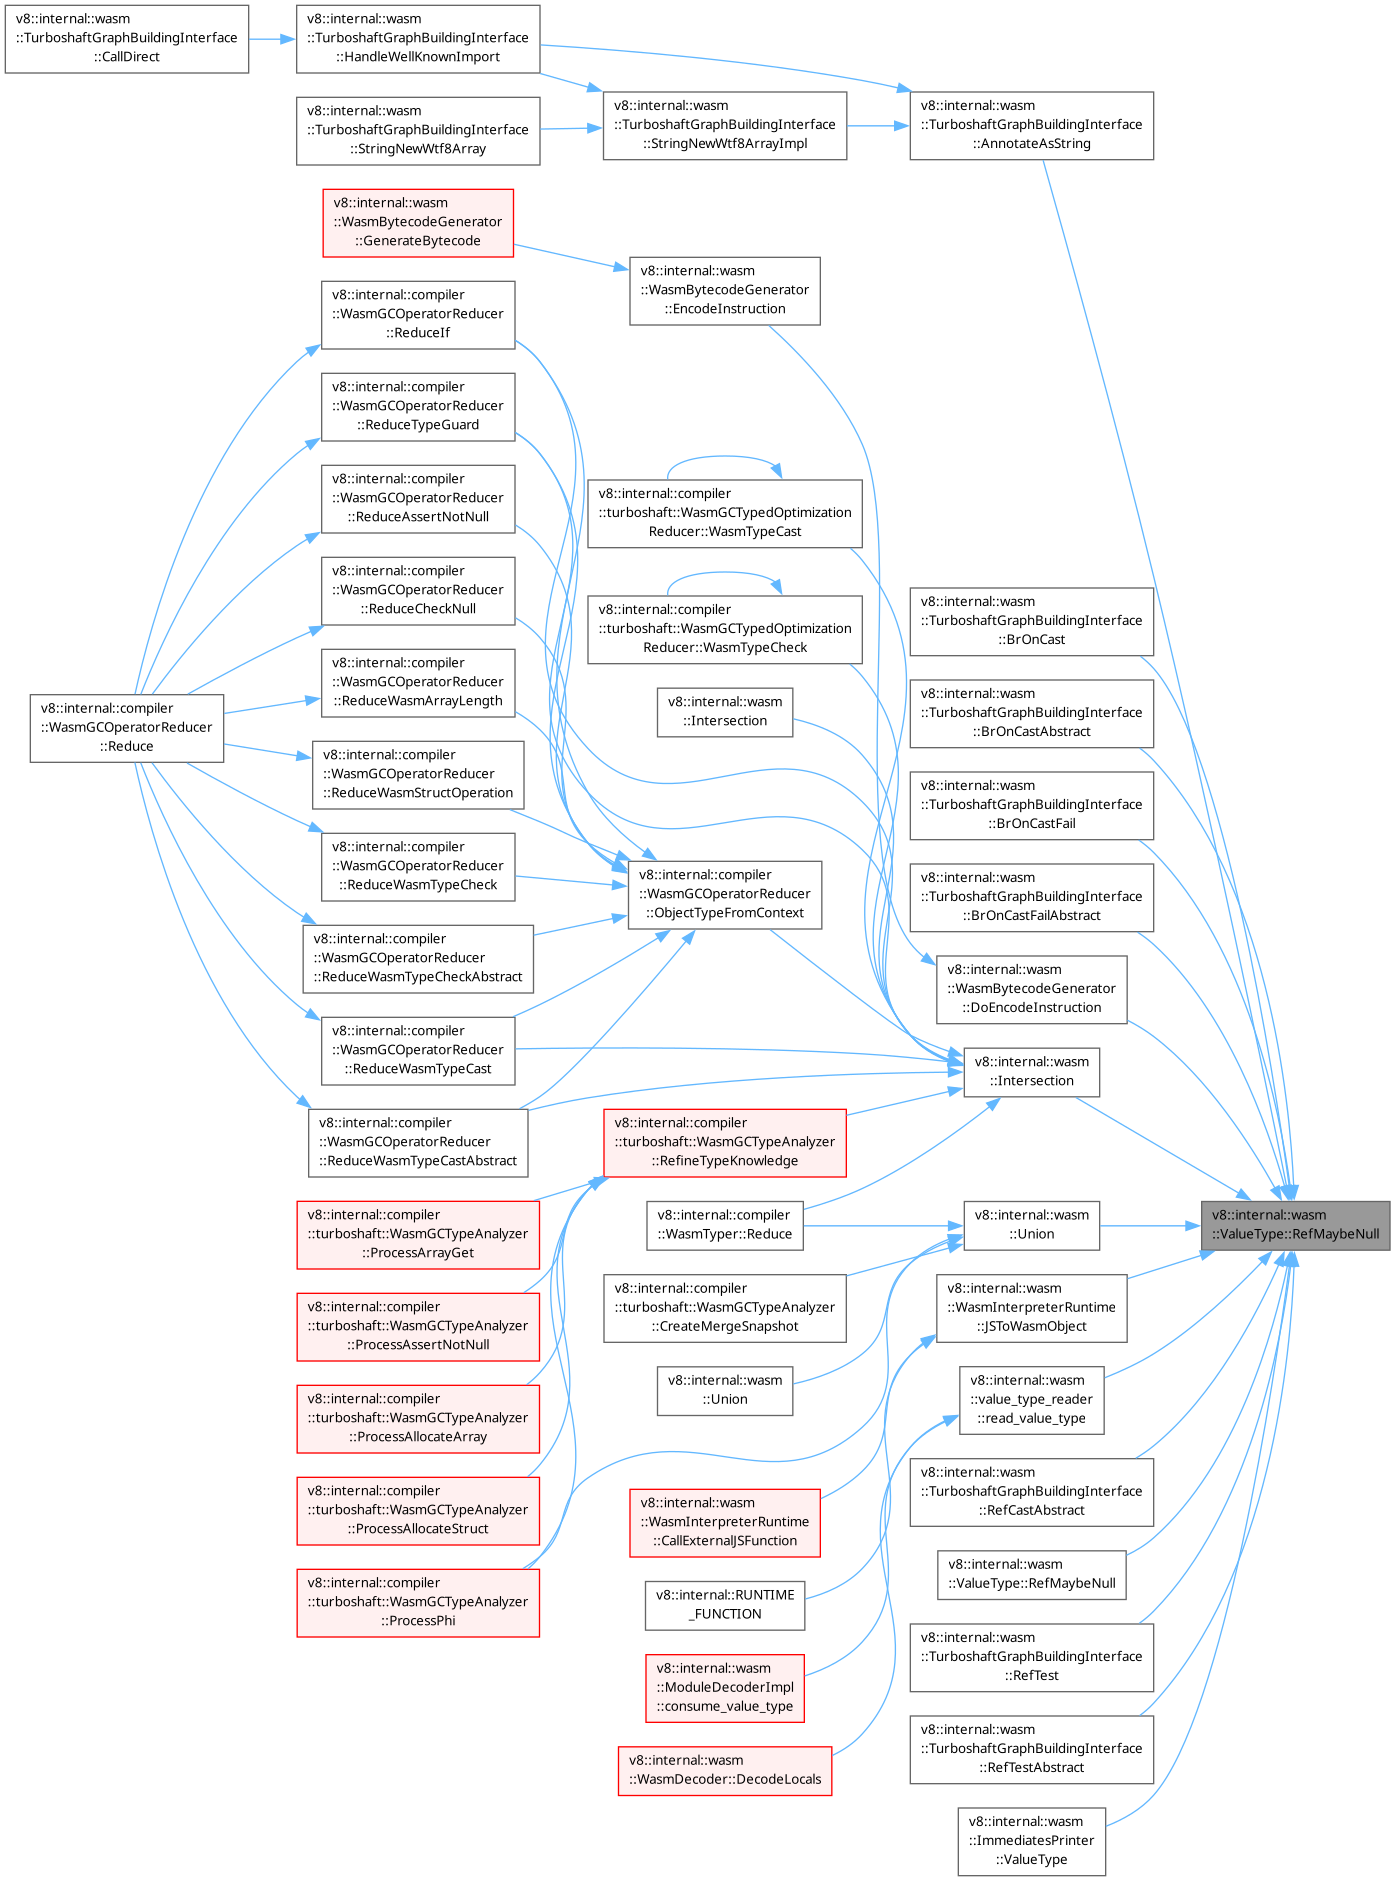 v8::internal::wasm
::TurboshaftGraphBuildingInterface
::CallDirect
v8::internal::wasm
::TurboshaftGraphBuildingInterface
::HandleWellKnownImport
v8::internal::wasm
::TurboshaftGraphBuildingInterface
::StringNewWtf8Array
v8::internal::wasm
::TurboshaftGraphBuildingInterface
::StringNewWtf8ArrayImpl
v8::internal::wasm
::TurboshaftGraphBuildingInterface
::AnnotateAsString
v8::internal::wasm
::WasmBytecodeGenerator
::GenerateBytecode
v8::internal::wasm
::WasmBytecodeGenerator
::EncodeInstruction
v8::internal::compiler
::WasmGCOperatorReducer
::ReduceIf
v8::internal::compiler
::WasmGCOperatorReducer
::ReduceTypeGuard
v8::internal::compiler
::WasmGCOperatorReducer
::ReduceAssertNotNull
v8::internal::compiler
::WasmGCOperatorReducer
::ReduceCheckNull
v8::internal::compiler
::WasmGCOperatorReducer
::ReduceWasmArrayLength
v8::internal::compiler
::WasmGCOperatorReducer
::Reduce
v8::internal::compiler
::WasmGCOperatorReducer
::ReduceWasmStructOperation
v8::internal::compiler
::WasmGCOperatorReducer
::ReduceWasmTypeCheck
v8::internal::compiler
::WasmGCOperatorReducer
::ReduceWasmTypeCheckAbstract
v8::internal::compiler
::WasmGCOperatorReducer
::ReduceWasmTypeCast
v8::internal::compiler
::WasmGCOperatorReducer
::ReduceWasmTypeCastAbstract
v8::internal::compiler
::turboshaft::WasmGCTypedOptimization
Reducer::WasmTypeCast
v8::internal::compiler
::turboshaft::WasmGCTypedOptimization
Reducer::WasmTypeCheck
v8::internal::wasm
::Intersection
v8::internal::compiler
::WasmGCOperatorReducer
::ObjectTypeFromContext
v8::internal::wasm
::TurboshaftGraphBuildingInterface
::BrOnCast
v8::internal::wasm
::TurboshaftGraphBuildingInterface
::BrOnCastAbstract
v8::internal::wasm
::TurboshaftGraphBuildingInterface
::BrOnCastFail
v8::internal::wasm
::TurboshaftGraphBuildingInterface
::BrOnCastFailAbstract
v8::internal::wasm
::WasmBytecodeGenerator
::DoEncodeInstruction
v8::internal::wasm
::Intersection
v8::internal::compiler
::turboshaft::WasmGCTypeAnalyzer
::RefineTypeKnowledge
v8::internal::compiler
::turboshaft::WasmGCTypeAnalyzer
::ProcessArrayGet
v8::internal::compiler
::turboshaft::WasmGCTypeAnalyzer
::ProcessAssertNotNull
v8::internal::compiler
::turboshaft::WasmGCTypeAnalyzer
::ProcessAllocateArray
v8::internal::compiler
::turboshaft::WasmGCTypeAnalyzer
::ProcessAllocateStruct
v8::internal::compiler
::turboshaft::WasmGCTypeAnalyzer
::ProcessPhi
v8::internal::compiler
::WasmTyper::Reduce
v8::internal::compiler
::turboshaft::WasmGCTypeAnalyzer
::CreateMergeSnapshot
v8::internal::wasm
::Union
v8::internal::wasm
::WasmInterpreterRuntime
::CallExternalJSFunction
v8::internal::RUNTIME
_FUNCTION
v8::internal::wasm
::ModuleDecoderImpl
::consume_value_type
v8::internal::wasm
::WasmDecoder::DecodeLocals
v8::internal::wasm
::Union
v8::internal::wasm
::WasmInterpreterRuntime
::JSToWasmObject
v8::internal::wasm
::value_type_reader
::read_value_type
v8::internal::wasm
::TurboshaftGraphBuildingInterface
::RefCastAbstract
v8::internal::wasm
::ValueType::RefMaybeNull
v8::internal::wasm
::TurboshaftGraphBuildingInterface
::RefTest
v8::internal::wasm
::TurboshaftGraphBuildingInterface
::RefTestAbstract
v8::internal::wasm
::ImmediatesPrinter
::ValueType
v8::internal::wasm
::ValueType::RefMaybeNull